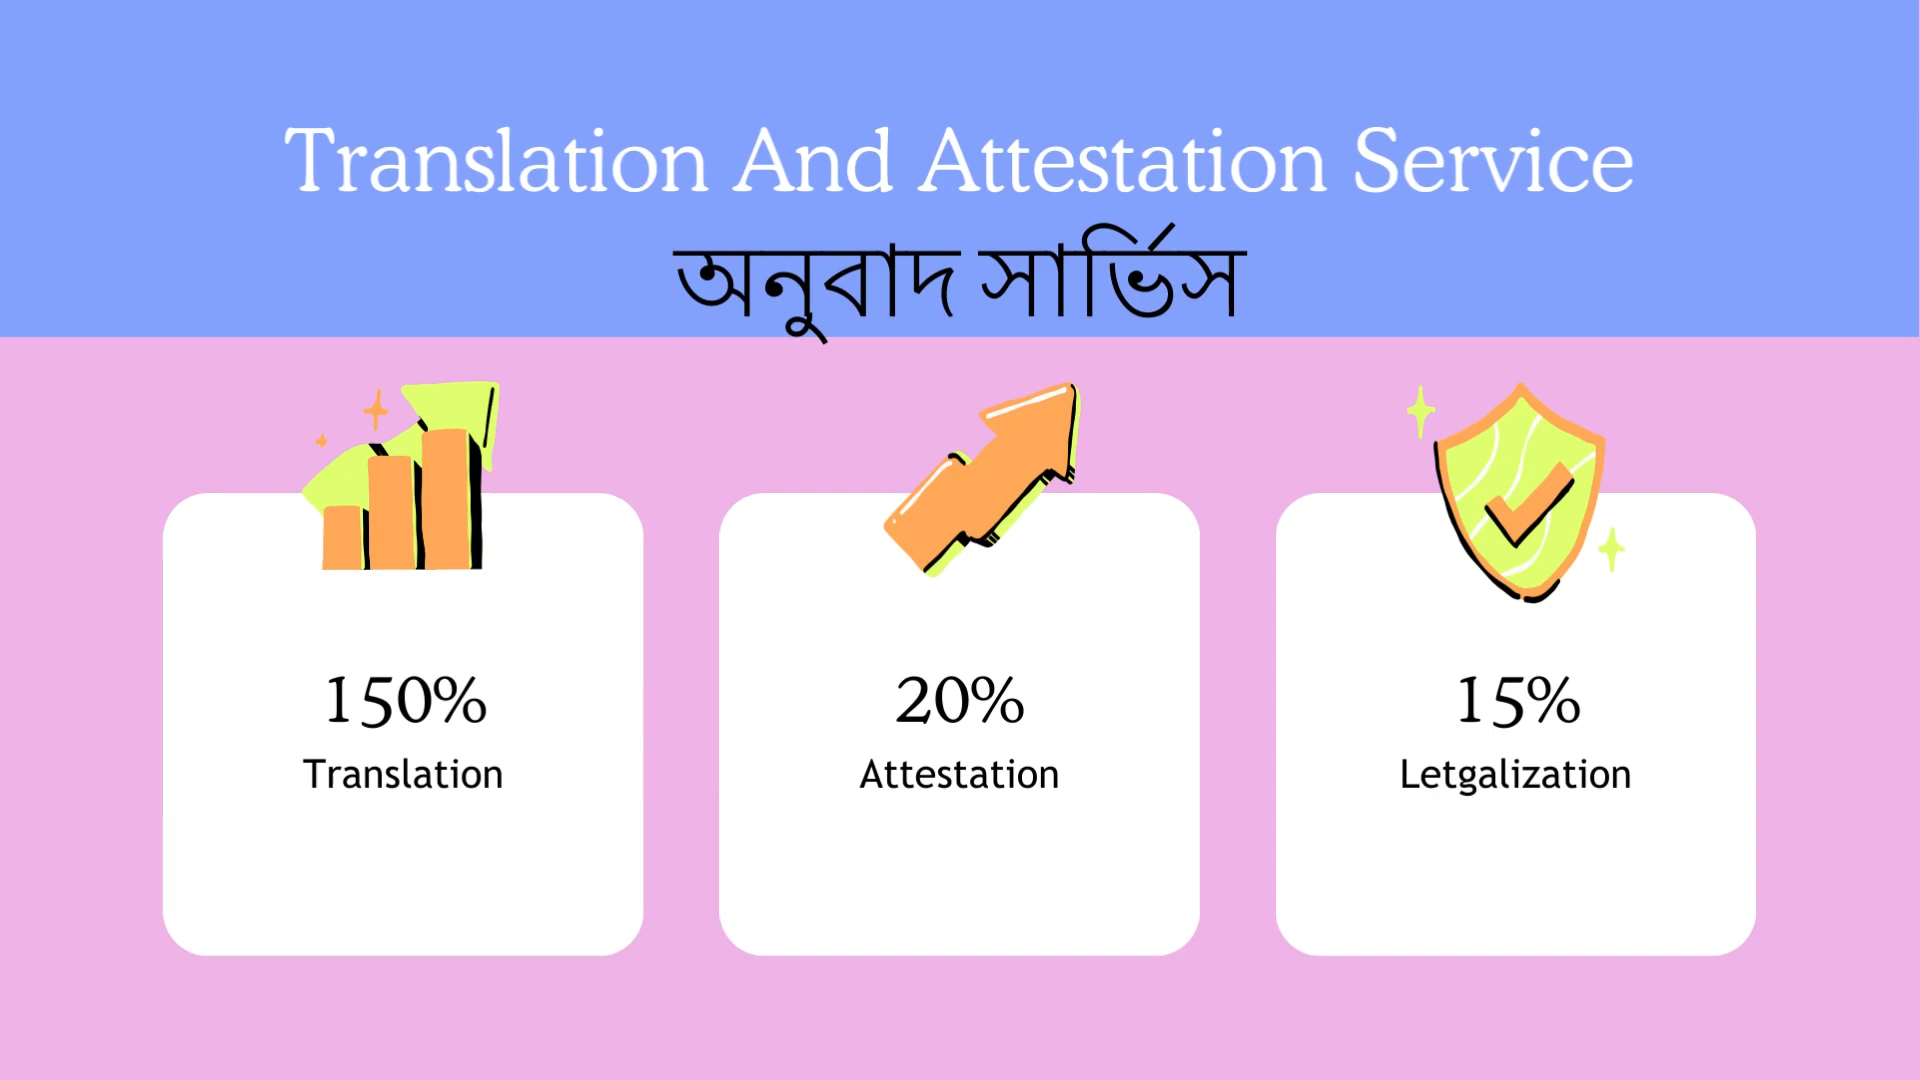 Translation And Attestation Service
অনুবাদ সার্ভিস
150%
Translation
20%
Attestation
15%
Letgalization